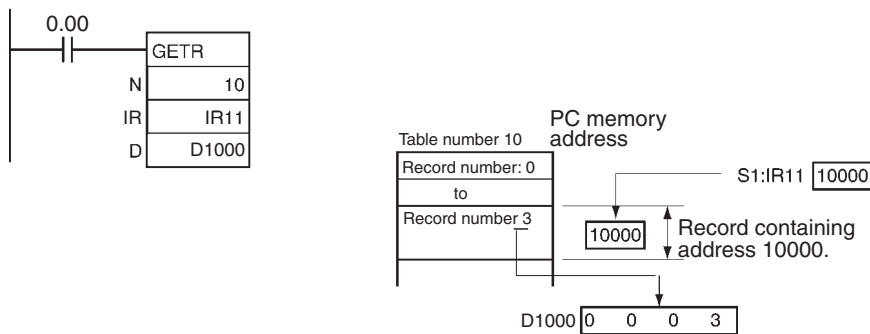 0.00
GETR
N 10
IR IR11
D D1000
PC memory
address
Table number 10
Record number: 0
to
Record number 3
S1:IR11 10000
10000
Record containing
address 10000.
D1000 0 0 0 3